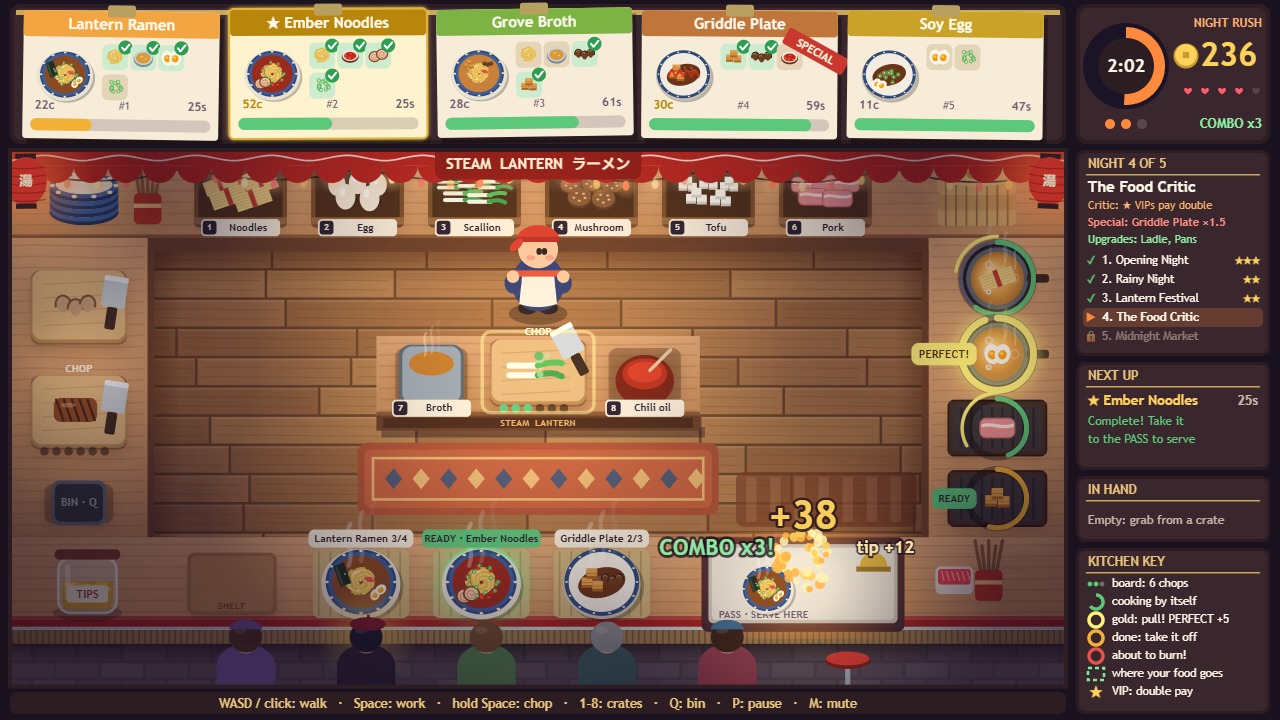 Lantern Ramen
22c #1 25s
★ Ember Noodles
52c #2 25s
Grove Broth
28c #3 61s
Griddle Plate
SPECIAL
30c #4 59s
Soy Egg
11c #5 47s
2:02
NIGHT RUSH
236
COMBO x3
STEAM LANTERN ラーメン
湯
湯
1 Noodles
2 Egg
3 Scallion
4 Mushroom
5 Tofu
6 Pork
CHOP
CHOP
PERFECT!
7 Broth
8 Chili oil
STEAM LANTERN
BIN · Q
READY
+38
COMBO x3!
tip +12
Lantern Ramen 3/4
READY · Ember Noodles
Griddle Plate 2/3
TIPS
SHELF
PASS · SERVE HERE
NIGHT 4 OF 5
The Food Critic
Critic: ★ VIPs pay double
Special: Griddle Plate ×1.5
Upgrades: Ladle, Pans
✓ 1. Opening Night ★★★
✓ 2. Rainy Night ★★
✓ 3. Lantern Festival ★★
▶ 4. The Food Critic
5. Midnight Market
NEXT UP
★ Ember Noodles 25s
Complete! Take it
to the PASS to serve
IN HAND
Empty: grab from a crate
KITCHEN KEY
board: 6 chops
cooking by itself
gold: pull! PERFECT +5
done: take it off
about to burn!
where your food goes
★ VIP: double pay
WASD / click: walk · Space: work · hold Space: chop · 1-8: crates · Q: bin · P: pause · M: mute